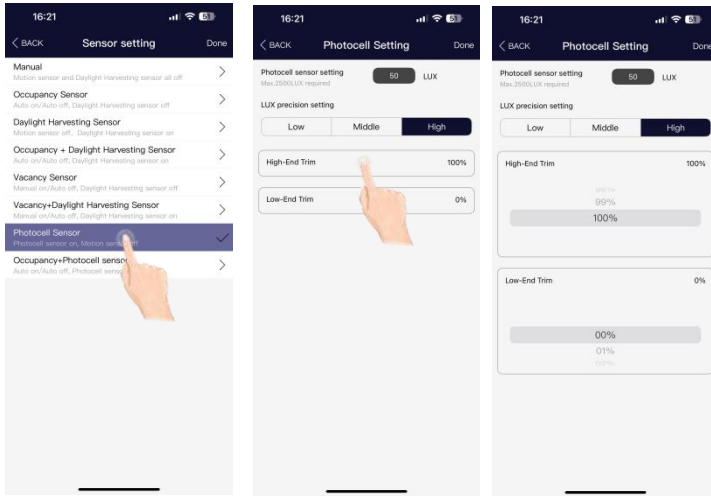 16:21
51
BACK
Sensor setting
Done
Manual
Motion sensor and Daylight Harvesting sensor all off
Occupancy Sensor
Auto on/Auto off, Daylight Harvesting sensor off
Daylight Harvesting Sensor
Motion sensor off, Daylight Harvesting sensor on
Occupancy + Daylight Harvesting Sensor
Auto on/Auto off, Daylight Harvesting sensor on
Vacancy Sensor
Manual on/Auto off, Daylight Harvesting sensor off
Vacancy+Daylight Harvesting Sensor
Manual on/Auto off, Daylight Harvesting sensor on
Photocell Sensor
Photocell sensor on, Motion sensor off
Occupancy+Photocell sensor
Auto on/Auto off, Photocell
16:21
51
BACK
Photocell Setting
Done
Photocell sensor setting
50 LUX
Max.2500LUX required
LUX precision setting
Low Middle High
High-End Trim 100%
Low-End Trim 0%
16:21
51
BACK
Photocell Setting
Done
Photocell sensor setting
50 LUX
Max.2500LUX required
LUX precision setting
Low Middle High
High-End Trim 100%
99%
100%
Low-End Trim 0%
00%
01%